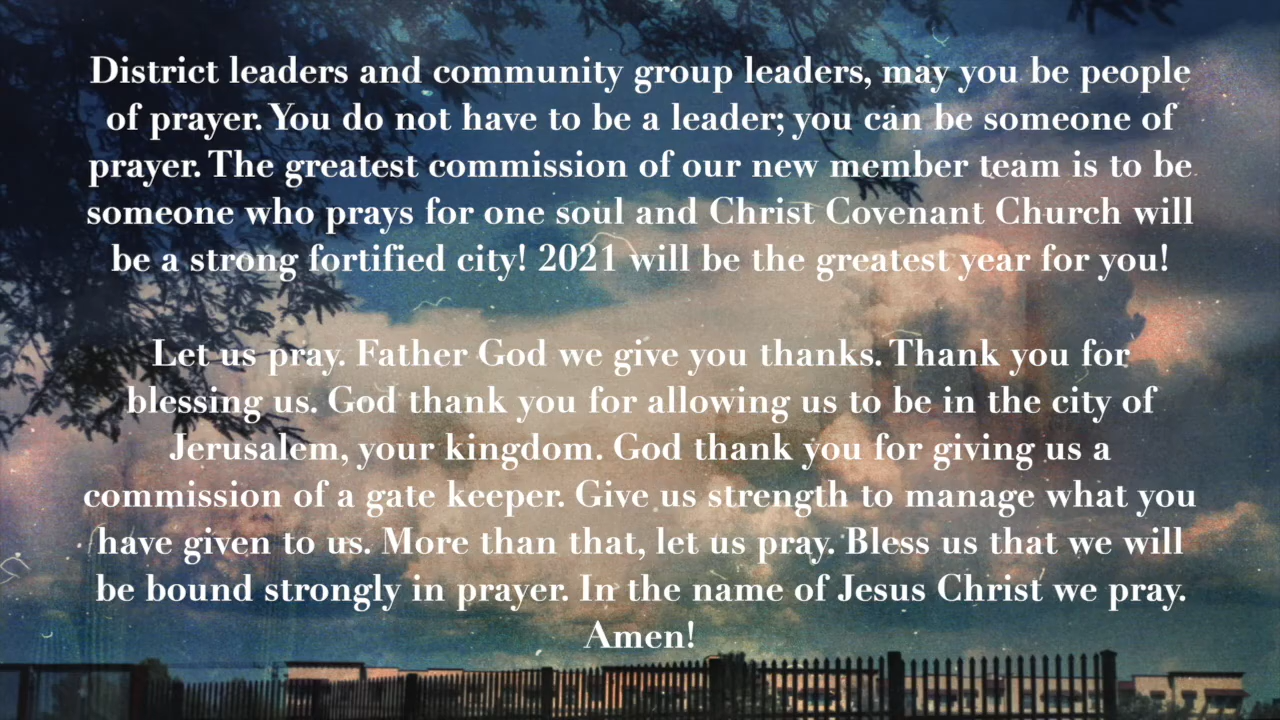 District leaders and community group leaders, may you be people
of prayer. You do not have to be a leader; you can be someone of
prayer. The greatest commission of our new member team is to be
someone who prays for one soul and Christ Covenant Church will
be a strong fortified city! 2021 will be the greatest year for you!
Let us pray. Father God we give you thanks. Thank you for
blessing us. God thank you for allowing us to be in the city of
Jerusalem, your kingdom. God thank you for giving us a
commission of a gate keeper. Give us strength to manage what you
have given to us. More than that, let us pray. Bless us that we will
be bound strongly in prayer. In the name of Jesus Christ we pray.
Amen!